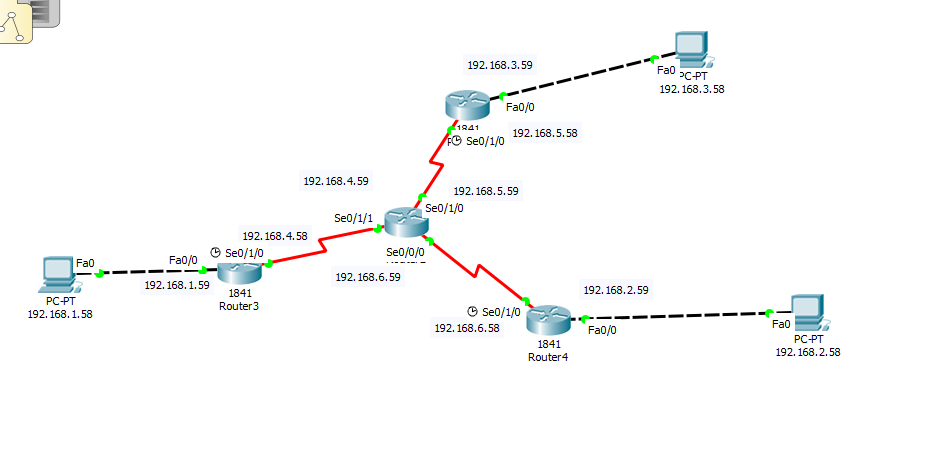 192.168.3.59
Fa0
PC-PT
192.168.3.58
Fa0/0
1841
192.168.5.58
Se0/1/0
192.168.4.59
192.168.5.59
Se0/1/0
Se0/1/1
192.168.4.58
Se0/0/0
Fa0
Fa0/0
Se0/1/0
192.168.1.59
192.168.6.59
PC-PT
192.168.1.58
1841
Router3
192.168.2.59
Se0/1/0
192.168.6.58
Fa0/0
Fa0
1841
Router4
PC-PT
192.168.2.58